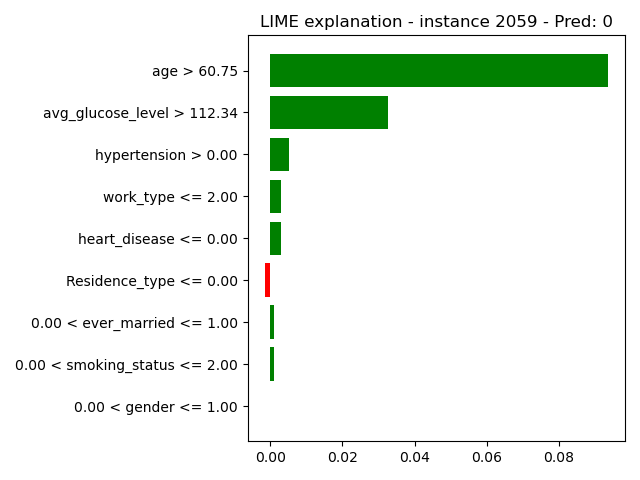 LIME explanation - instance 2059 - Pred: 0
age > 60.75
avg_glucose_level > 112.34
hypertension > 0.00
work_type <= 2.00
heart_disease <= 0.00
Residence_type <= 0.00
0.00 < ever_married <= 1.00
0.00 < smoking_status <= 2.00
0.00 < gender <= 1.00
0.00 0.02 0.04 0.06 0.08